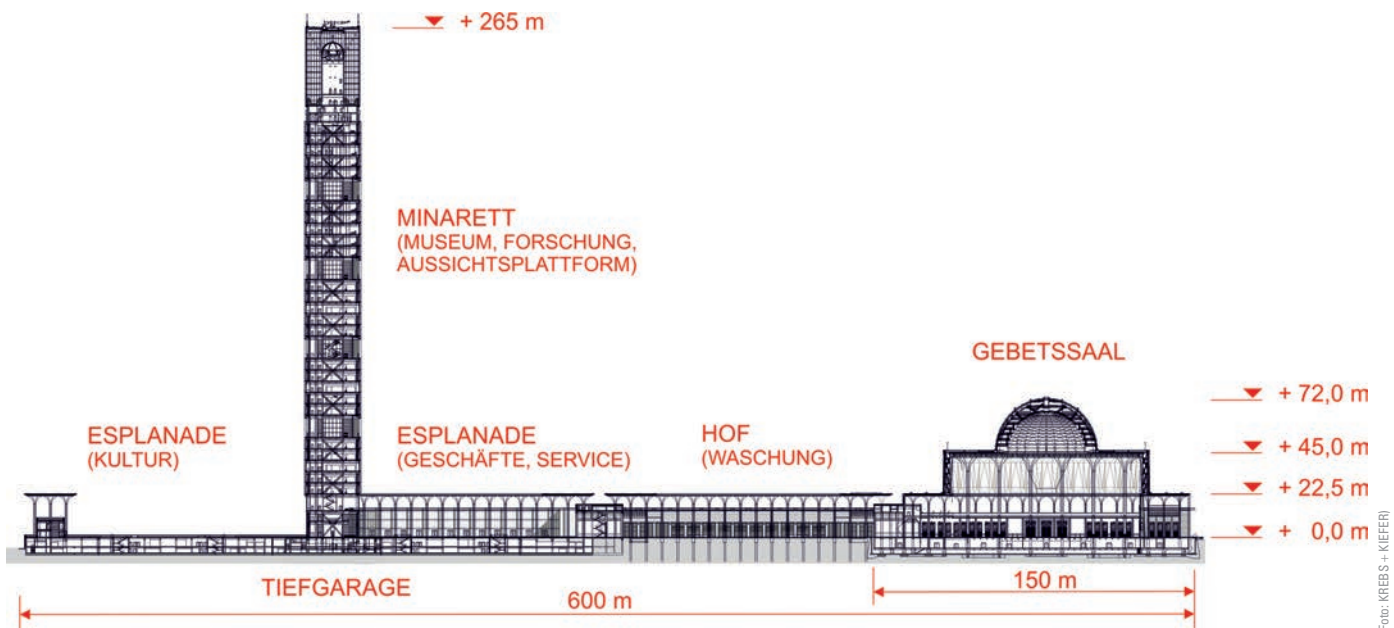 + 265 m
MINARETT
(MUSEUM, FORSCHUNG,
AUSSICHTSPLATTFORM)
GEBETSSAAL
+ 72,0 m
ESPLANADE
(KULTUR)
ESPLANADE
(GESCHÄFTE, SERVICE)
HOF
(WASCHUNG)
+ 45,0 m
+ 22,5 m
+ 0,0 m
TIEFGARAGE
150 m
600 m
Foto: KREBS + KIEFER)